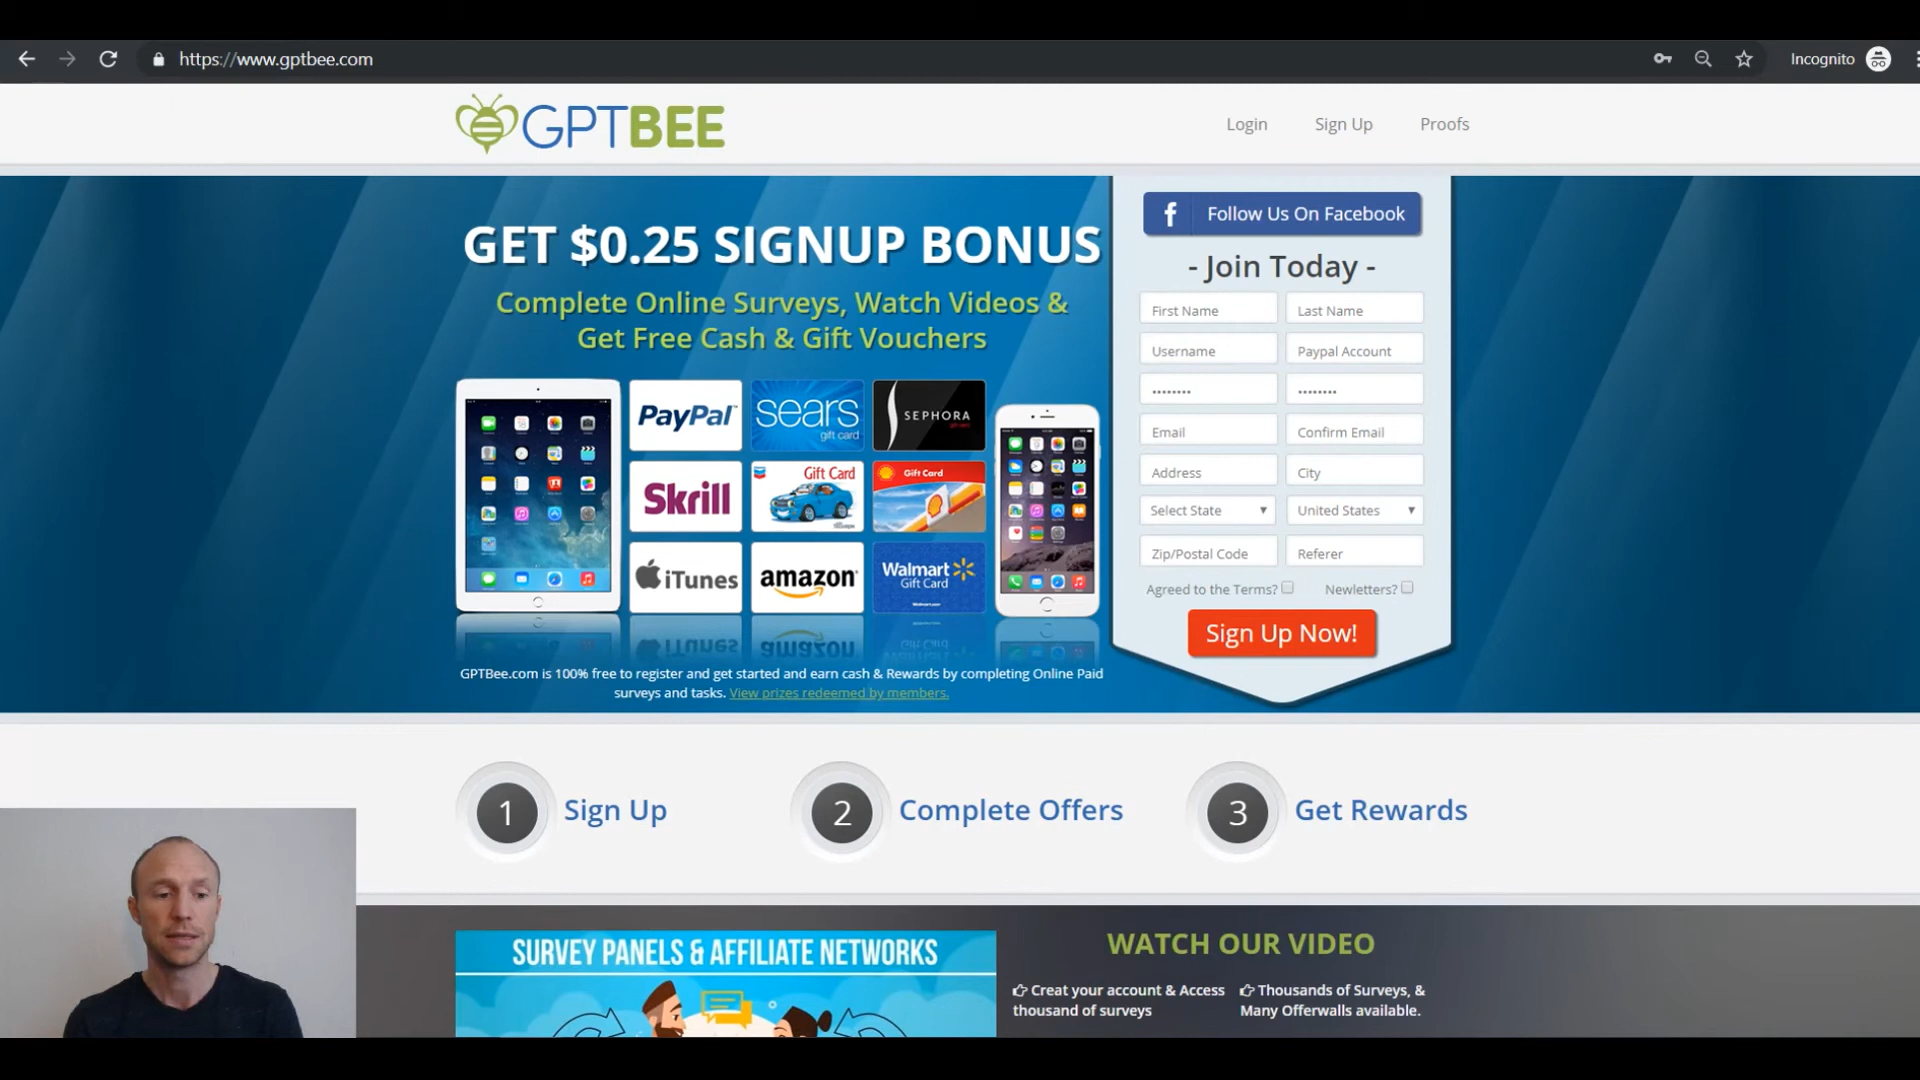 https://www.gptbee.com
Incognito
GPTBEE
Login
Sign Up
Proofs
GET $0.25 SIGNUP BONUS
Complete Online Surveys, Watch Videos &
Get Free Cash & Gift Vouchers
PayPal
sears
gift card
SEPHORA
Skrill
Gift Card
Gift Card
iTunes
amazon
Walmart
Gift Card
GPTBee.com is 100% free to register and get started and earn cash & Rewards by completing Online Paid
surveys and tasks. View prizes redeemed by members.
Follow Us On Facebook
- Join Today -
First Name
Last Name
Username
Paypal Account
Email
Confirm Email
Address
City
Select State
United States
Zip/Postal Code
Referer
Agreed to the Terms?
Newletters?
Sign Up Now!
1 Sign Up
2 Complete Offers
3 Get Rewards
SURVEY PANELS & AFFILIATE NETWORKS
WATCH OUR VIDEO
Creat your account & Access
thousand of surveys
Thousands of Surveys, &
Many Offerwalls available.